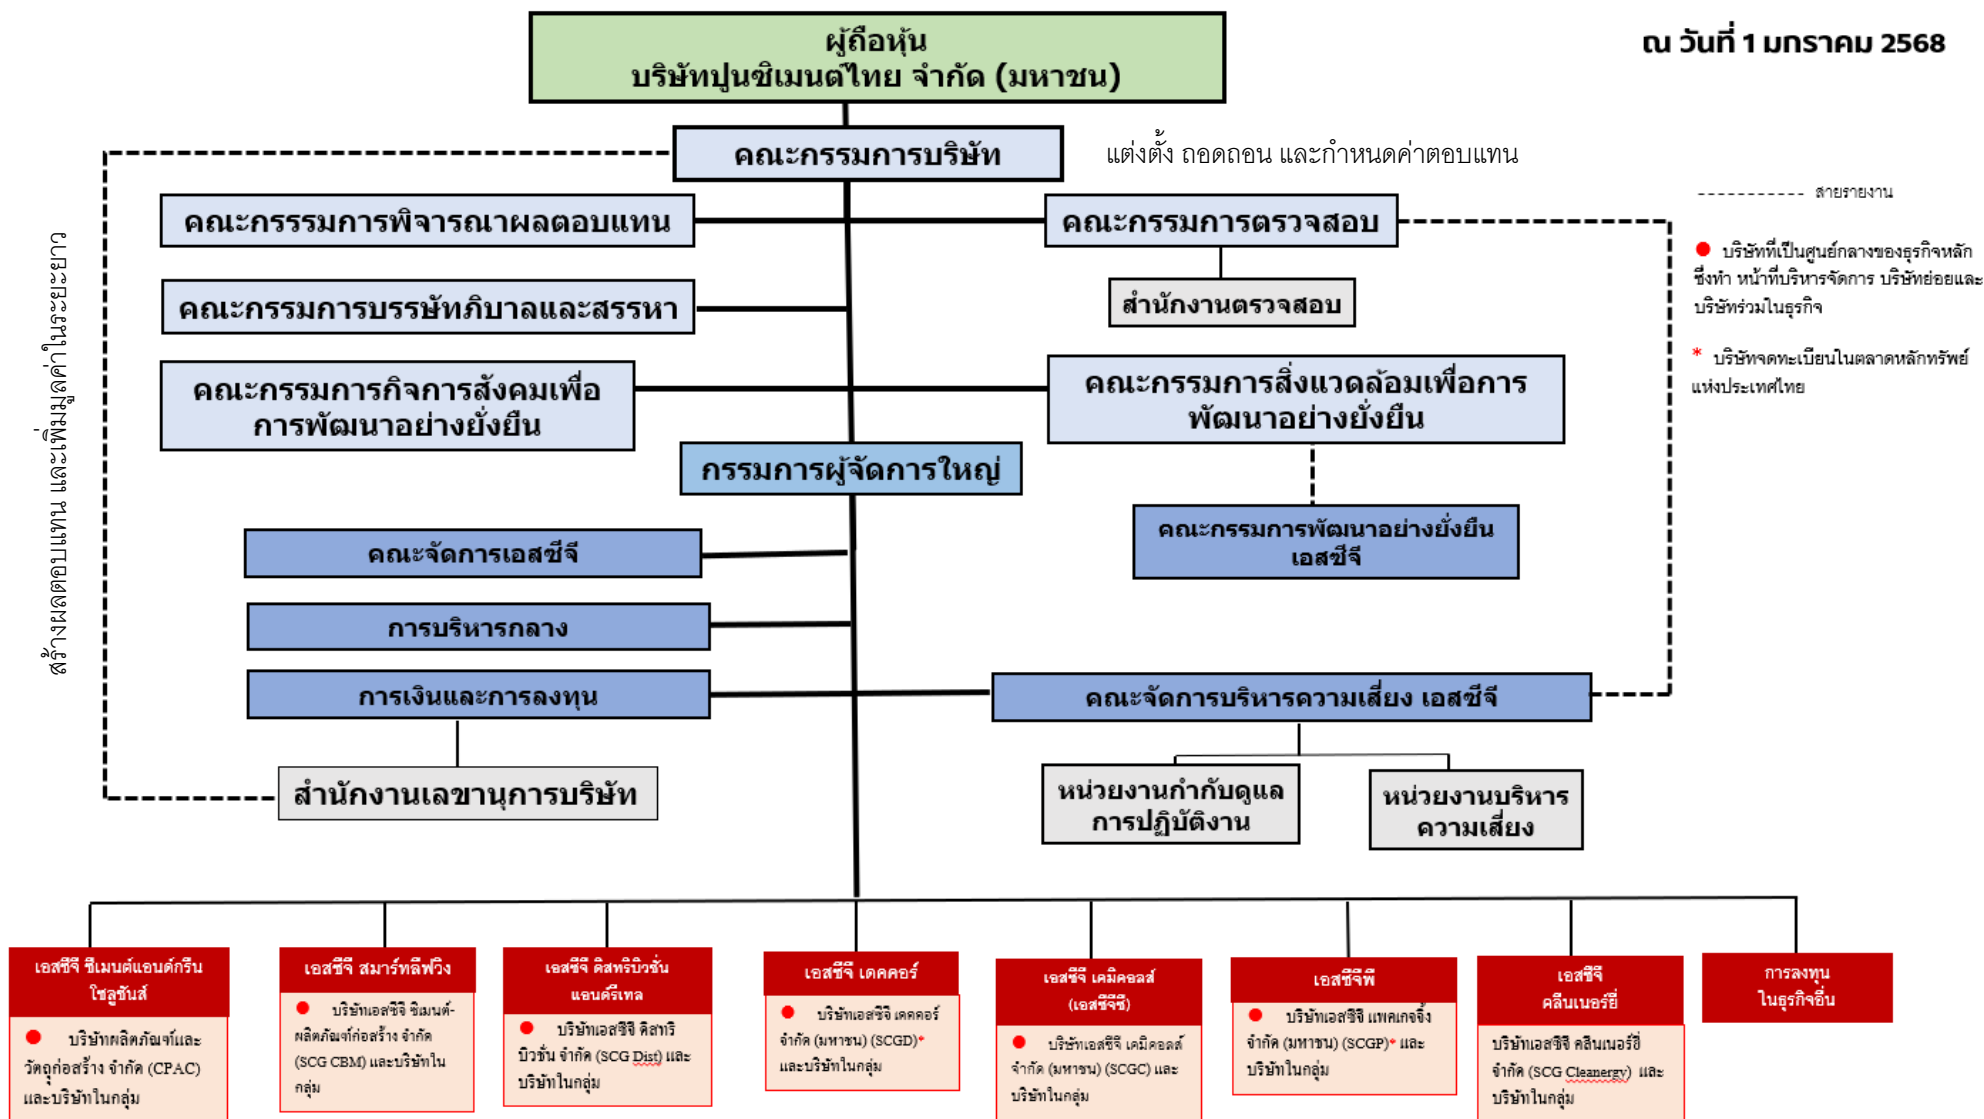 ผู้ถือหุ้น
บริษัทปูนซิเมนต์ไทย จำกัด (มหาชน)
ณ วันที่ 1 มกราคม 2568
คณะกรรมการบริษัท
แต่งตั้ง ถอดถอน และกำหนดค่าตอบแทน
สร้างผลตอบแทน และเพิ่มมูลค่าในระยะยาว
คณะกรรรมการพิจารณาผลตอบแทน
คณะกรรมการตรวจสอบ
----------- สายรายงาน
● บริษัทที่เป็นศูนย์กลางของธุรกิจหลัก
ซึ่งทำ หน้าที่บริหารจัดการ บริษัทย่อยและ
บริษัทร่วมในธุรกิจ
* บริษัทจดทะเบียนในตลาดหลักทรัพย์
แห่งประเทศไทย
คณะกรรมการบรรษัทภิบาลและสรรหา
สำนักงานตรวจสอบ
คณะกรรมการกิจการสังคมเพื่อ
การพัฒนาอย่างยั่งยืน
คณะกรรมการสิ่งแวดล้อมเพื่อการ
พัฒนาอย่างยั่งยืน
กรรมการผู้จัดการใหญ่
คณะกรรมการพัฒนาอย่างยั่งยืน
เอสซีจี
คณะจัดการเอสซีจี
การบริหารกลาง
การเงินและการลงทุน
คณะจัดการบริหารความเสี่ยง เอสซีจี
สำนักงานเลขานุการบริษัท
หน่วยงานกำกับดูแล
การปฏิบัติงาน
หน่วยงานบริหาร
ความเสี่ยง
เอสซีจี ซีเมนต์แอนด์กรีน
โซลูชันส์
● บริษัทผลิตภัณฑ์และ
วัตถุก่อสร้าง จำกัด (CPAC)
และบริษัทในกลุ่ม
เอสซีจี สมาร์ทลีฟวิง
● บริษัทเอสซีจี ซิเมนต์-
ผลิตภัณฑ์ก่อสร้าง จำกัด
(SCG CBM) และบริษัทใน
กลุ่ม
เอสซีจี ดิสทริบิวชั่น
แอนด์รีเทล
● บริษัทเอสซีจี ดิสทริ
บิวชั่น จำกัด (SCG Dist) และ
บริษัทในกลุ่ม
เอสซีจี เดคคอร์
● บริษัทเอสซีจี เดคคอร์
จำกัด (มหาชน) (SCGD)*
และบริษัทในกลุ่ม
เอสซีจี เคมิคอลส์
(เอสซีจีซี)
● บริษัทเอสซีจี เคมิคอลส์
จำกัด (มหาชน) (SCGC) และ
บริษัทในกลุ่ม
เอสซีจีพี
● บริษัทเอสซีจี แพคเกจจิ้ง
จำกัด (มหาชน) (SCGP)* และ
บริษัทในกลุ่ม
เอสซีจี
คลีนเนอร์ยี่
บริษัทเอสซีจี คลีนเนอร์ยี่
จำกัด (SCG Cleanergy) และ
บริษัทในกลุ่ม
การลงทุน
ในธุรกิจอื่น